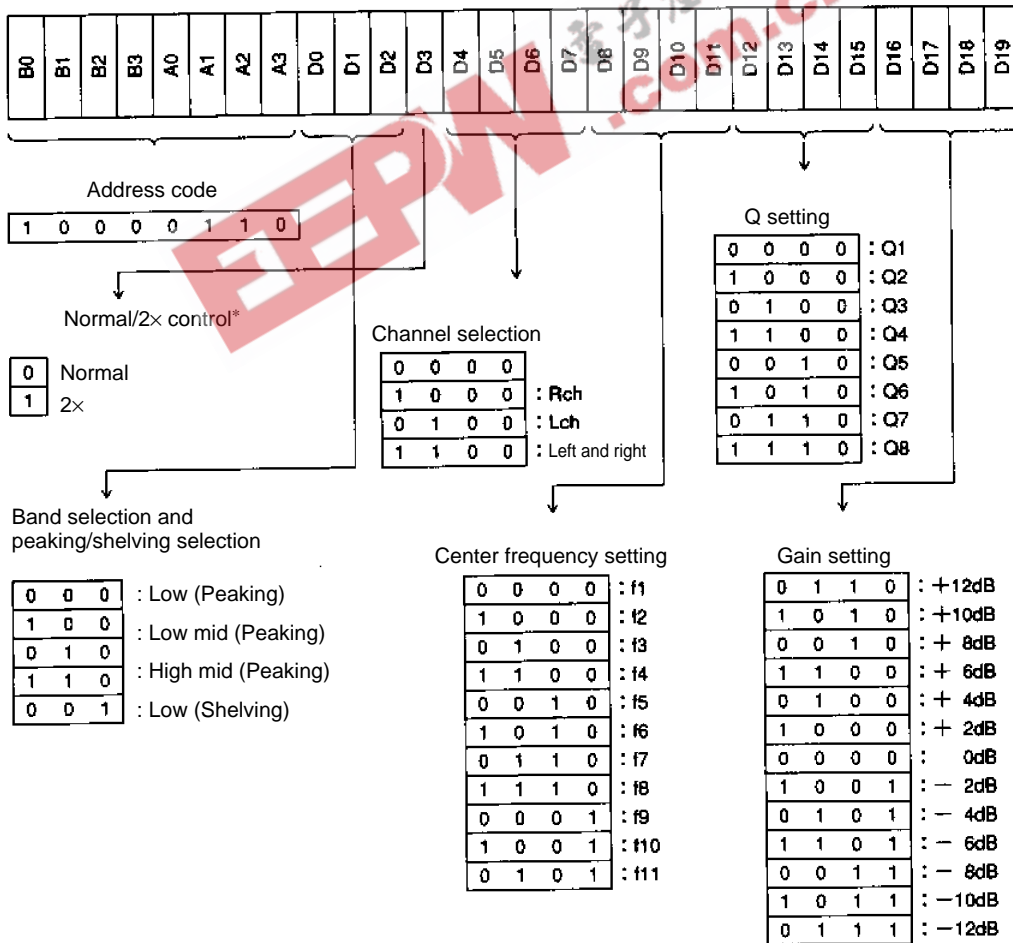 B0 B1 B2 B3 A0 A1 A2 A3 D0 D1 D2 D3 D4 D5 D6 D7 D8 D9 D10 D11 D12 D13 D14 D15 D16 D17 D18 D19
EEPW .com.c
Address code
1 0 0 0 0 1 1 0
Normal/2× control*
0 Normal
1 2×
Channel selection
0 0 0 0
1 0 0 0 : Rch
0 1 0 0 : Lch
1 1 0 0 : Left and right
Q setting
0 0 0 0 : Q1
1 0 0 0 : Q2
0 1 0 0 : Q3
1 1 0 0 : Q4
0 0 1 0 : Q5
1 0 1 0 : Q6
0 1 1 0 : Q7
1 1 1 0 : Q8
Band selection and
peaking/shelving selection
0 0 0 : Low (Peaking)
1 0 0 : Low mid (Peaking)
0 1 0 : High mid (Peaking)
1 1 0
0 0 1 : Low (Shelving)
Center frequency setting
0 0 0 0 : f1
1 0 0 0 : f2
0 1 0 0 : f3
1 1 0 0 : f4
0 0 1 0 : f5
1 0 1 0 : f6
0 1 1 0 : f7
1 1 1 0 : f8
0 0 0 1 : f9
1 0 0 1 : f10
0 1 0 1 : f11
Gain setting
0 1 1 0 : +12dB
1 0 1 0 : +10dB
0 0 1 0 : + 8dB
1 1 0 0 : + 6dB
0 1 0 0 : + 4dB
1 0 0 0 : + 2dB
0 0 0 0 : 0dB
1 0 0 1 : − 2dB
0 1 0 1 : − 4dB
1 1 0 1 : − 6dB
0 0 1 1 : − 8dB
1 0 1 1 : −10dB
0 1 1 1 : −12dB